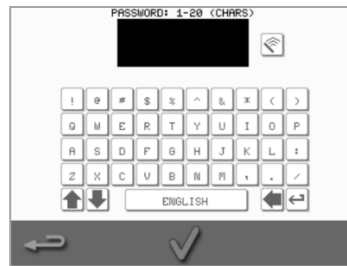 PASSWORD: 1-20 (CHARS)
! @ # $ % ^ & * ( )
Q W E R T Y U I O P
A S D F G H J K L :
Z X C V B N M , . /
ENGLISH